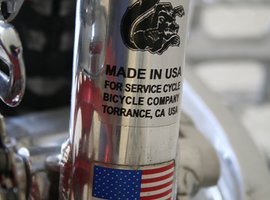 MADE IN USA
FOR SERVICE CYCLE
BICYCLE COMPANY
TORRANCE, CA USA